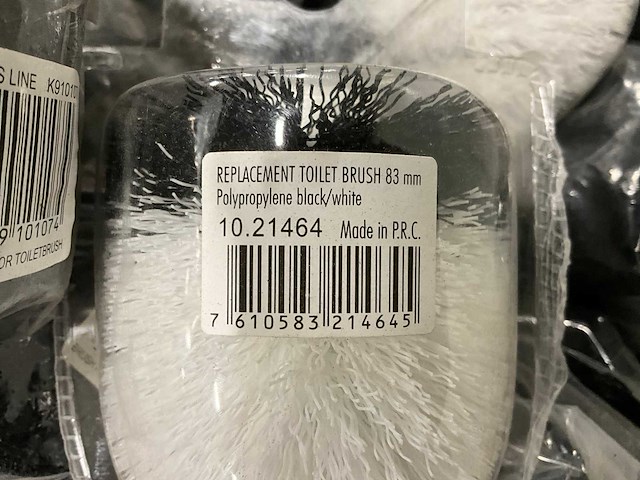 S LINE K9101
9 101074
OR TOILETBRUSH
REPLACEMENT TOILET BRUSH 83 mm
Polypropylene black/white
10.21464 Made in P.R.C.
7 610583 214645